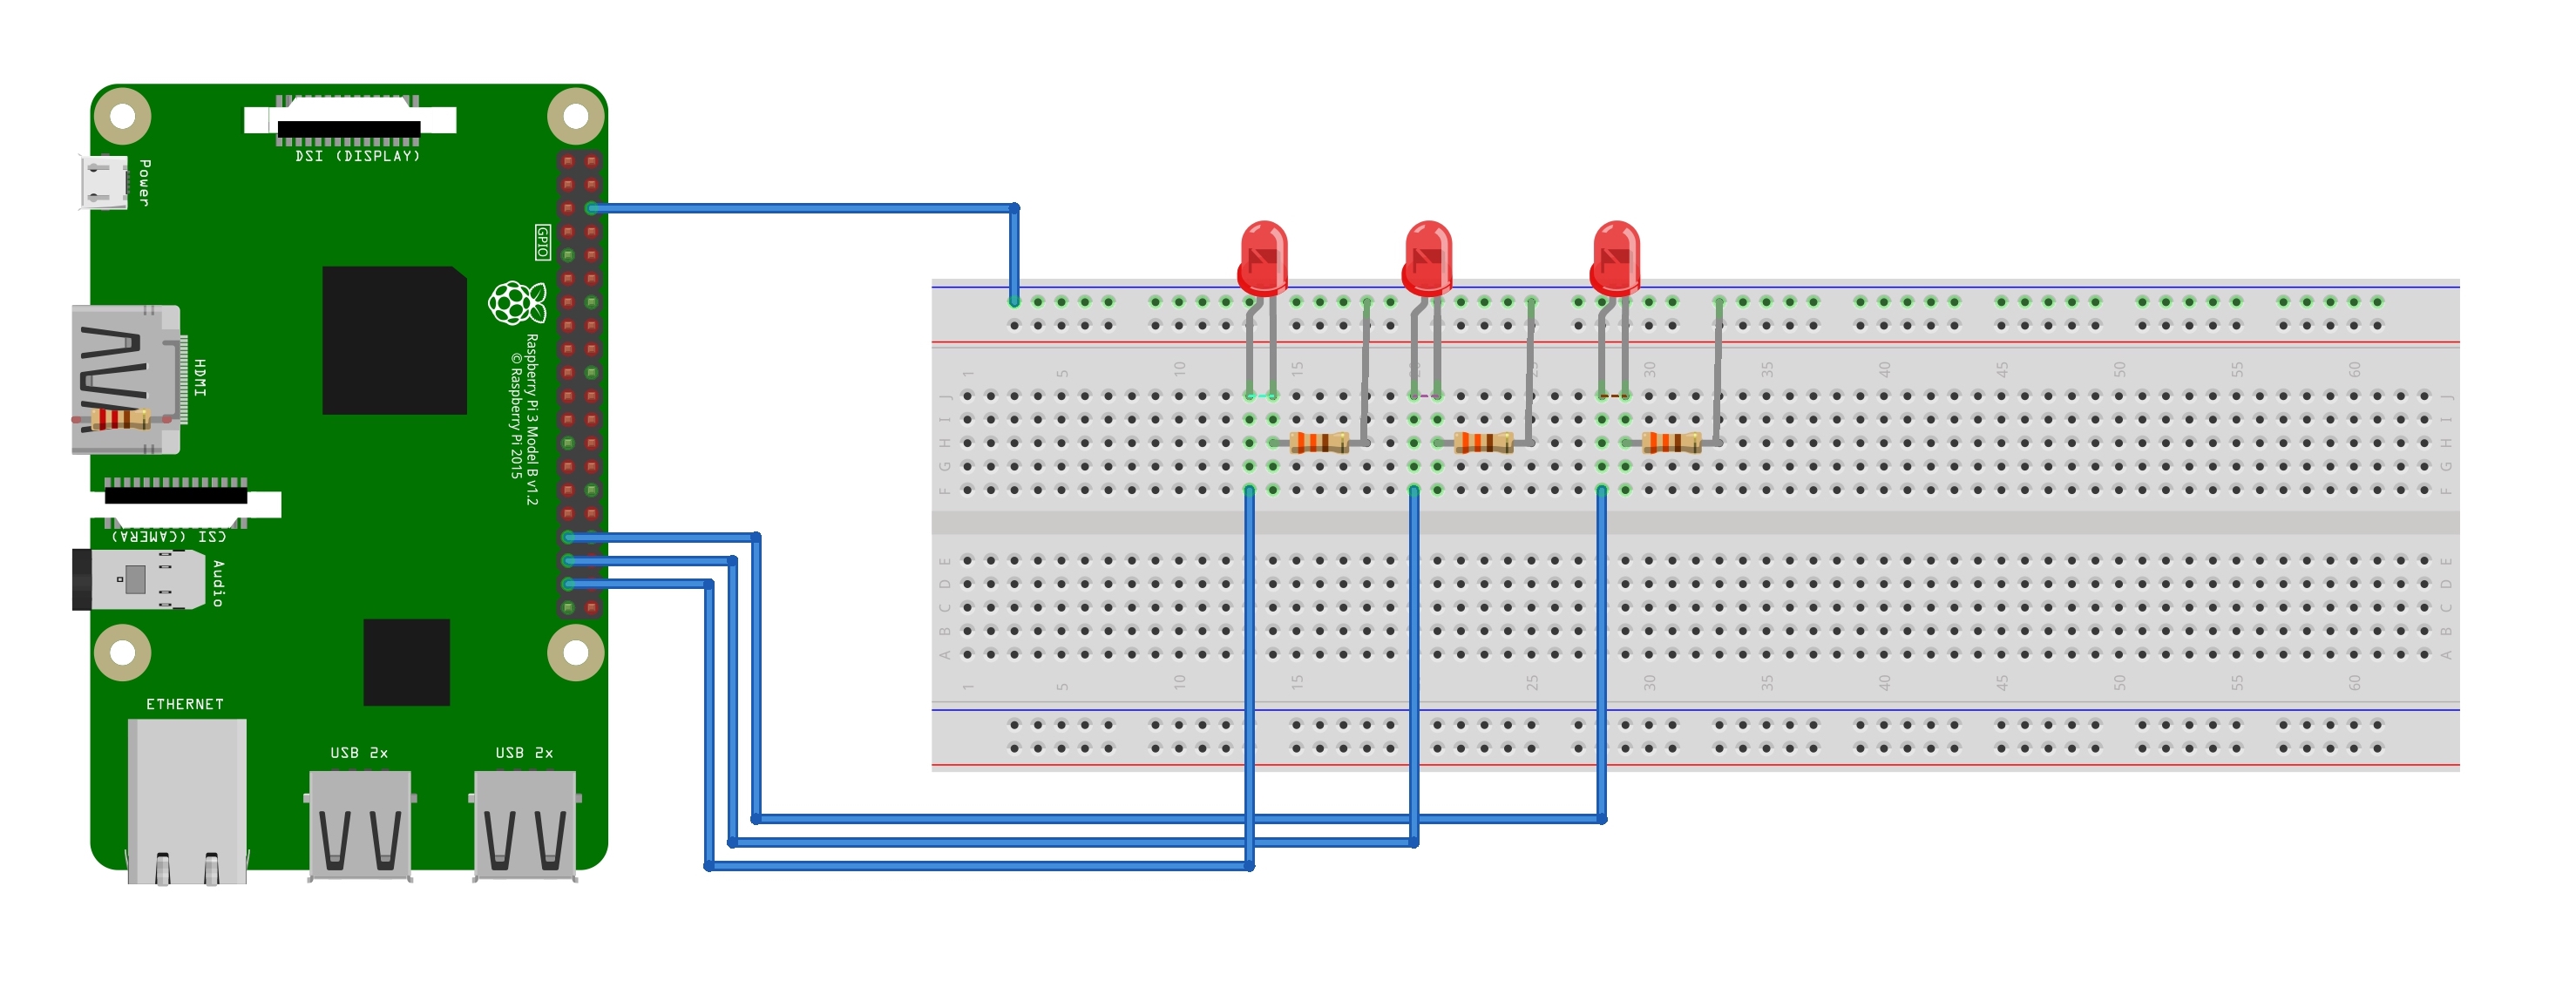 DSI (DISPLAY)
Power
GPIO
HDMI
Raspberry Pi 3 Model B v1.2
© Raspberry Pi 2015
CSI (CAMERA)
Audio
ETHERNET
USB 2x
USB 2x
1 5 10 15 20 25 30 35 40 45 50 55 60
J J
I I
H H
G G
F F
E E
D D
C C
B B
A A
1 5 10 15 25 30 35 40 45 50 55 60